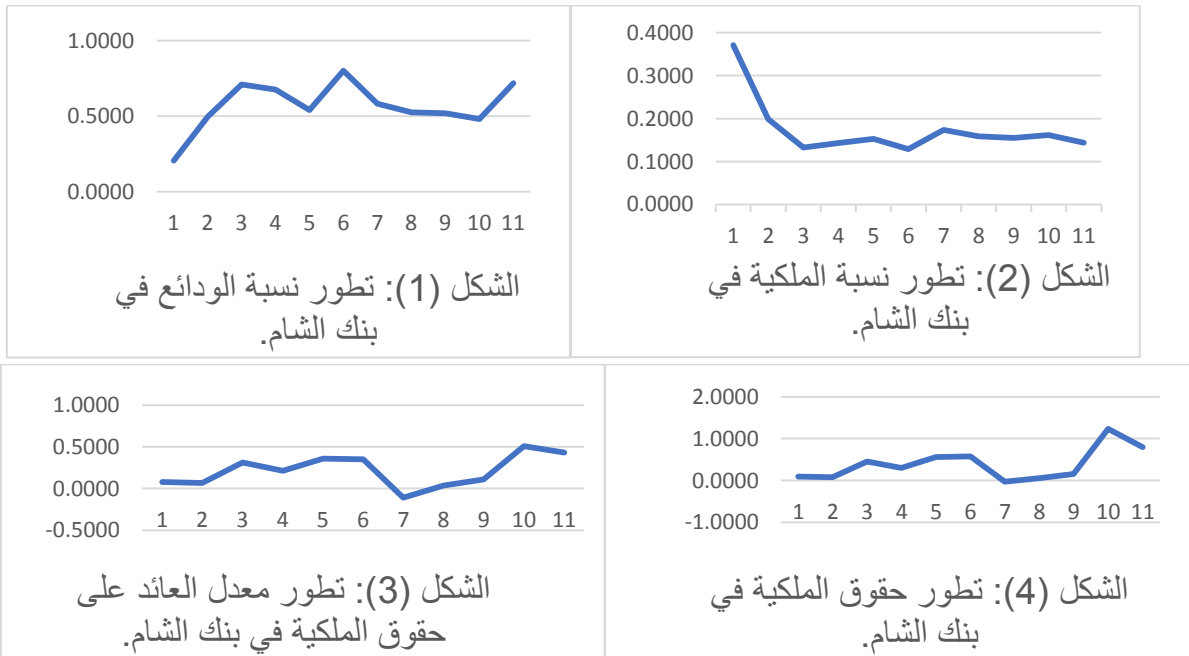 1.0000
0.5000
0.0000
1 2 3 4 5 6 7 8 9 10 11
الشكل (1): تطور نسبة الودائع في
بنك الشام.
0.4000
0.3000
0.2000
0.1000
0.0000
1 2 3 4 5 6 7 8 9 10 11
الشكل (2): تطور نسبة الملكية في
بنك الشام.
1.0000
0.5000
0.0000
-0.5000
1 2 3 4 5 6 7 8 9 10 11
الشكل (3): تطور معدل العائد على
حقوق الملكية في بنك الشام.
2.0000
1.0000
0.0000
-1.0000
1 2 3 4 5 6 7 8 9 10 11
الشكل (4): تطور حقوق الملكية في
بنك الشام.